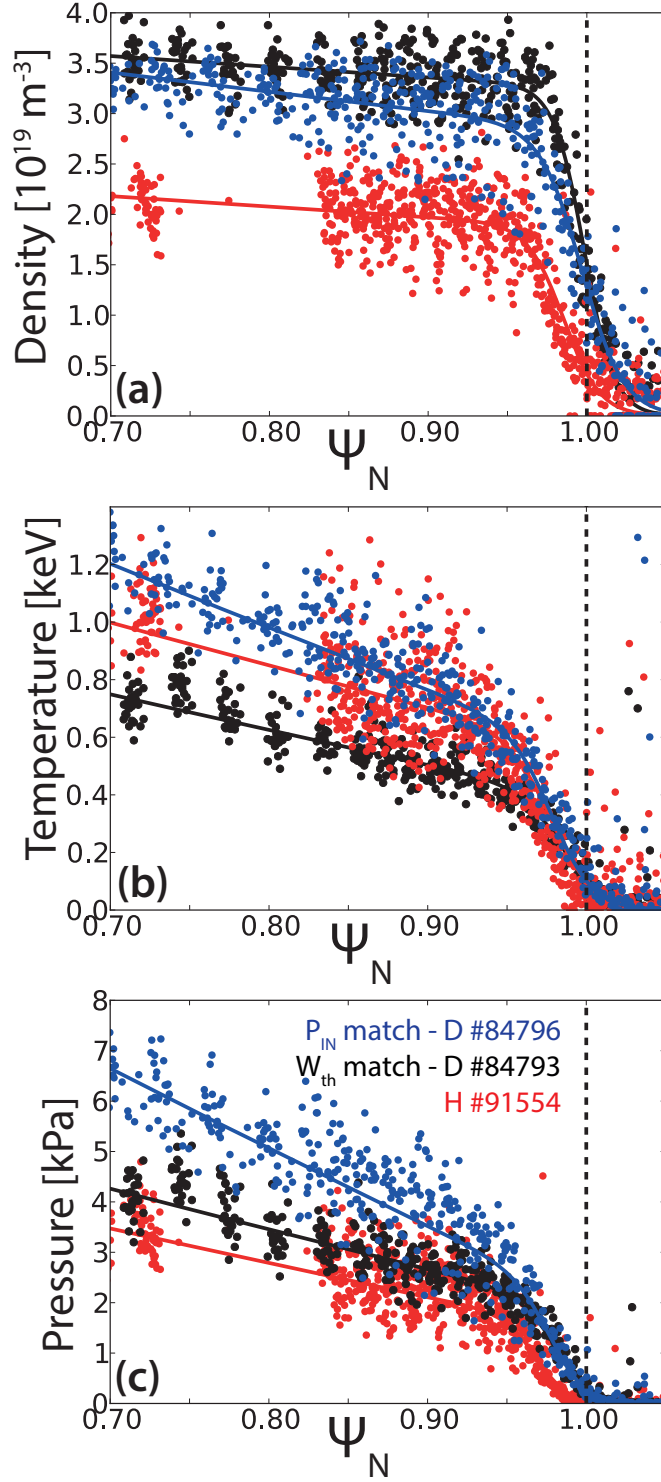 4.0
3.5
3.0
2.5
2.0
1.5
1.0
0.5
0.0
Density [10^19 m^-3]
(a)
0.70 0.80 0.90 1.00
Ψ_N
1.2
1.0
0.8
0.6
0.4
0.2
0.0
Temperature [keV]
(b)
0.70 0.80 0.90 1.00
Ψ_N
8
7
6
5
4
3
2
1
0
Pressure [kPa]
P_IN match - D #84796
W_th match - D #84793
H #91554
(c)
0.70 0.80 0.90 1.00
Ψ_N